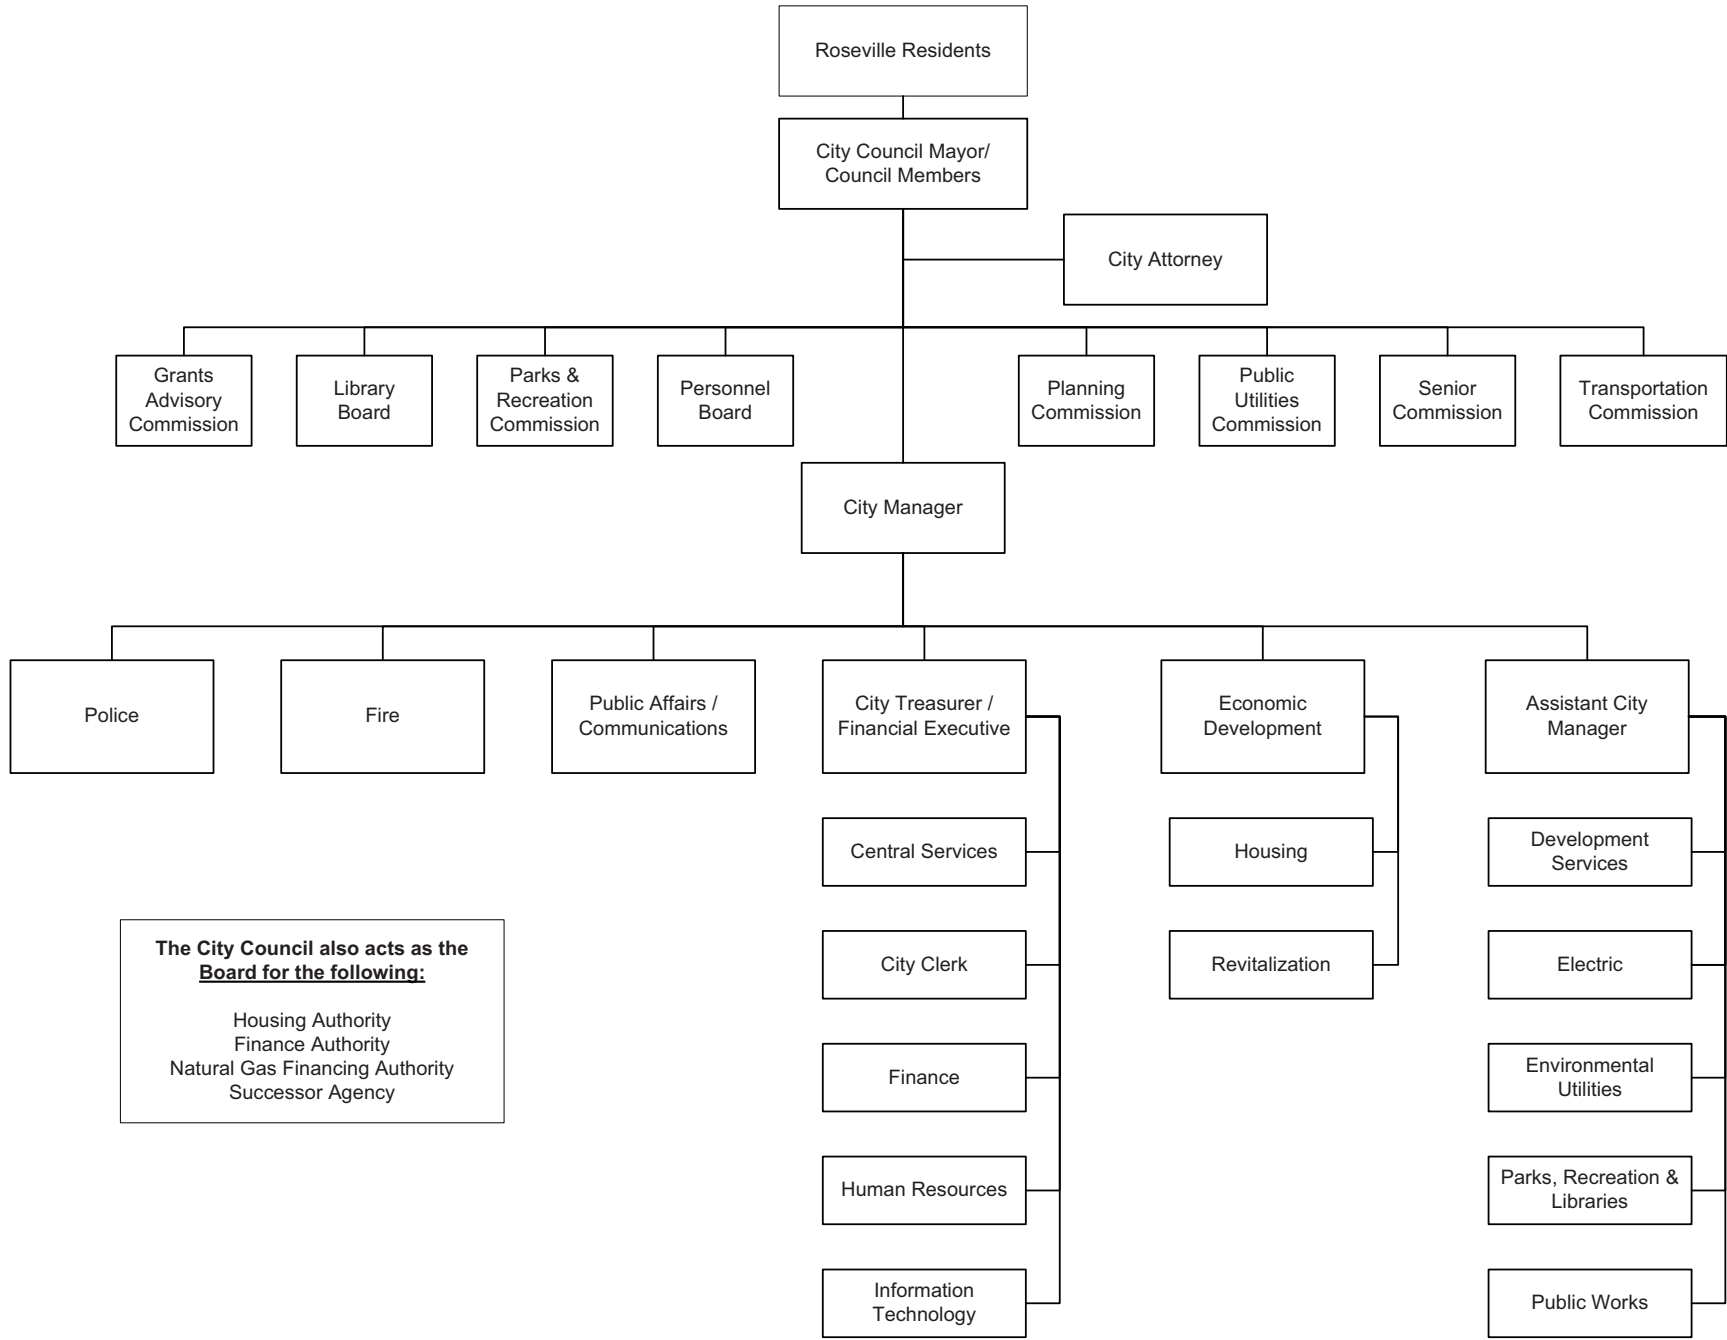 Roseville Residents
City Council Mayor/
Council Members
City Attorney
Grants
Advisory
Commission
Library
Board
Parks &
Recreation
Commission
Personnel
Board
Planning
Commission
Public
Utilities
Commission
Senior
Commission
Transportation
Commission
City Manager
Police
Fire
Public Affairs /
Communications
City Treasurer /
Financial Executive
Economic
Development
Assistant City
Manager
Central Services
City Clerk
Finance
Human Resources
Information
Technology
Housing
Revitalization
Development
Services
Electric
Environmental
Utilities
Parks, Recreation &
Libraries
Public Works
The City Council also acts as the
Board for the following:
Housing Authority
Finance Authority
Natural Gas Financing Authority
Successor Agency